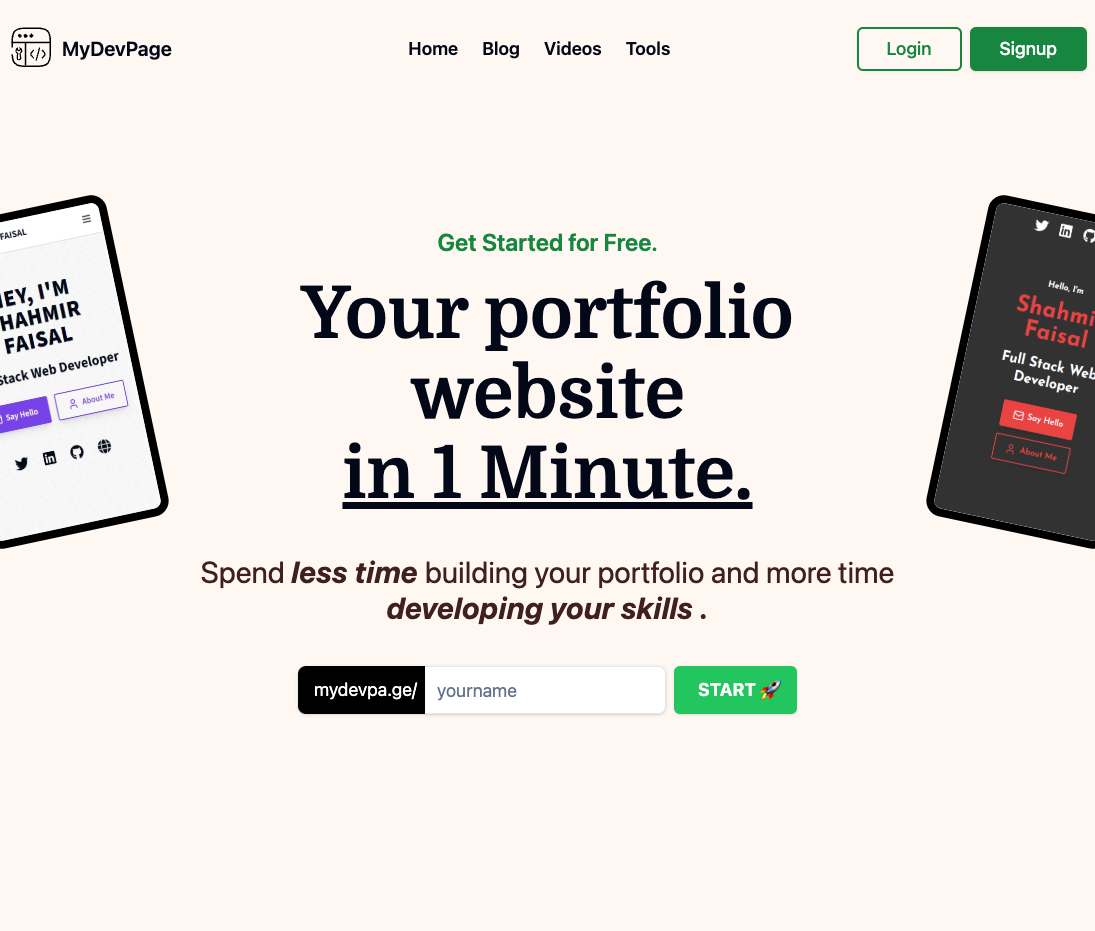 MyDevPage
Home Blog Videos Tools
Login
Signup
Get Started for Free.
Your portfolio
website
in 1 Minute.
Spend less time building your portfolio and more time
developing your skills .
mydevpa.ge/ yourname
START 🚀
FAISAL
HEY, I'M
SHAHMIR
FAISAL
Stack Web Developer
Say Hello
About Me
Hello, I'm
Shahmi
Faisal
Full Stack Web
Developer
Say Hello
About Me